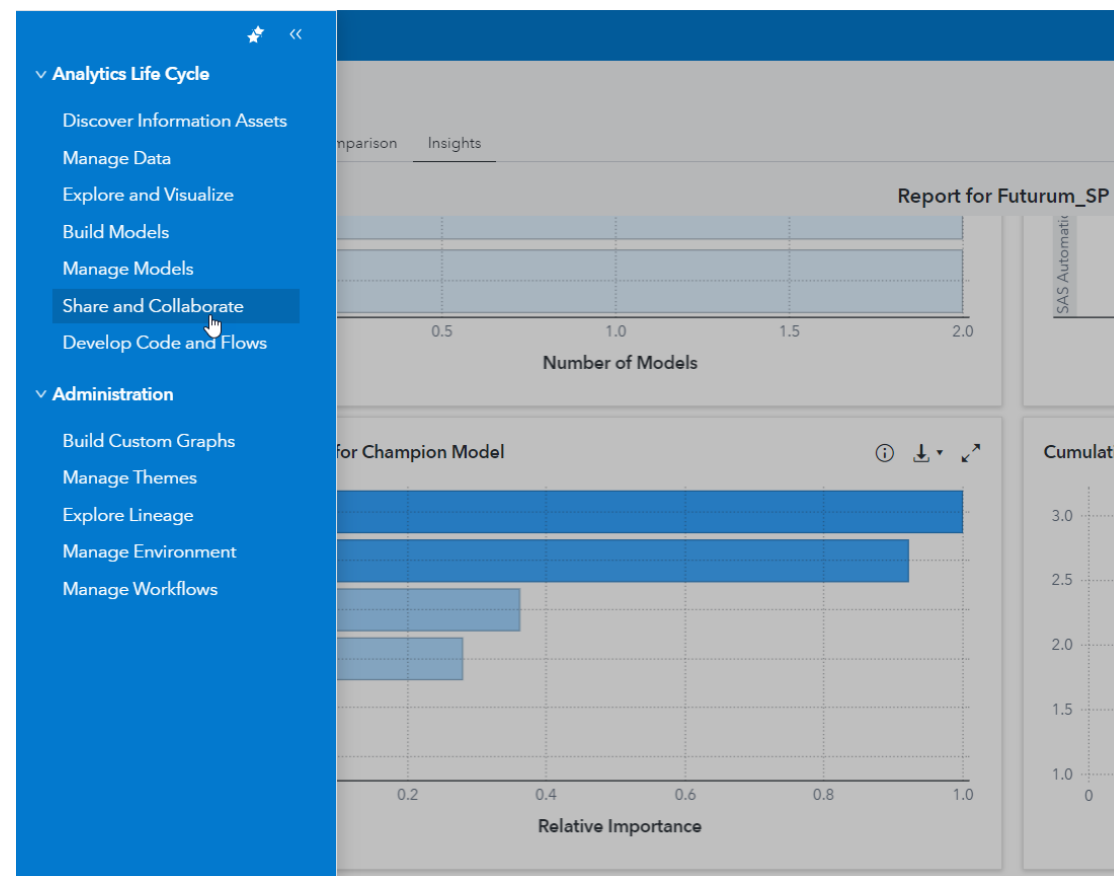 Analytics Life Cycle
Discover Information Assets
Manage Data
Explore and Visualize
Build Models
Manage Models
Share and Collaborate
Develop Code and Flows
Administration
Build Custom Graphs
Manage Themes
Explore Lineage
Manage Environment
Manage Workflows
mparison Insights
Report for Futurum_SP
0.5 1.0 1.5 2.0
Number of Models
SAS Automatic
for Champion Model
0.2 0.4 0.6 0.8 1.0
Relative Importance
Cumulat
3.0
2.5
2.0
1.5
1.0
0